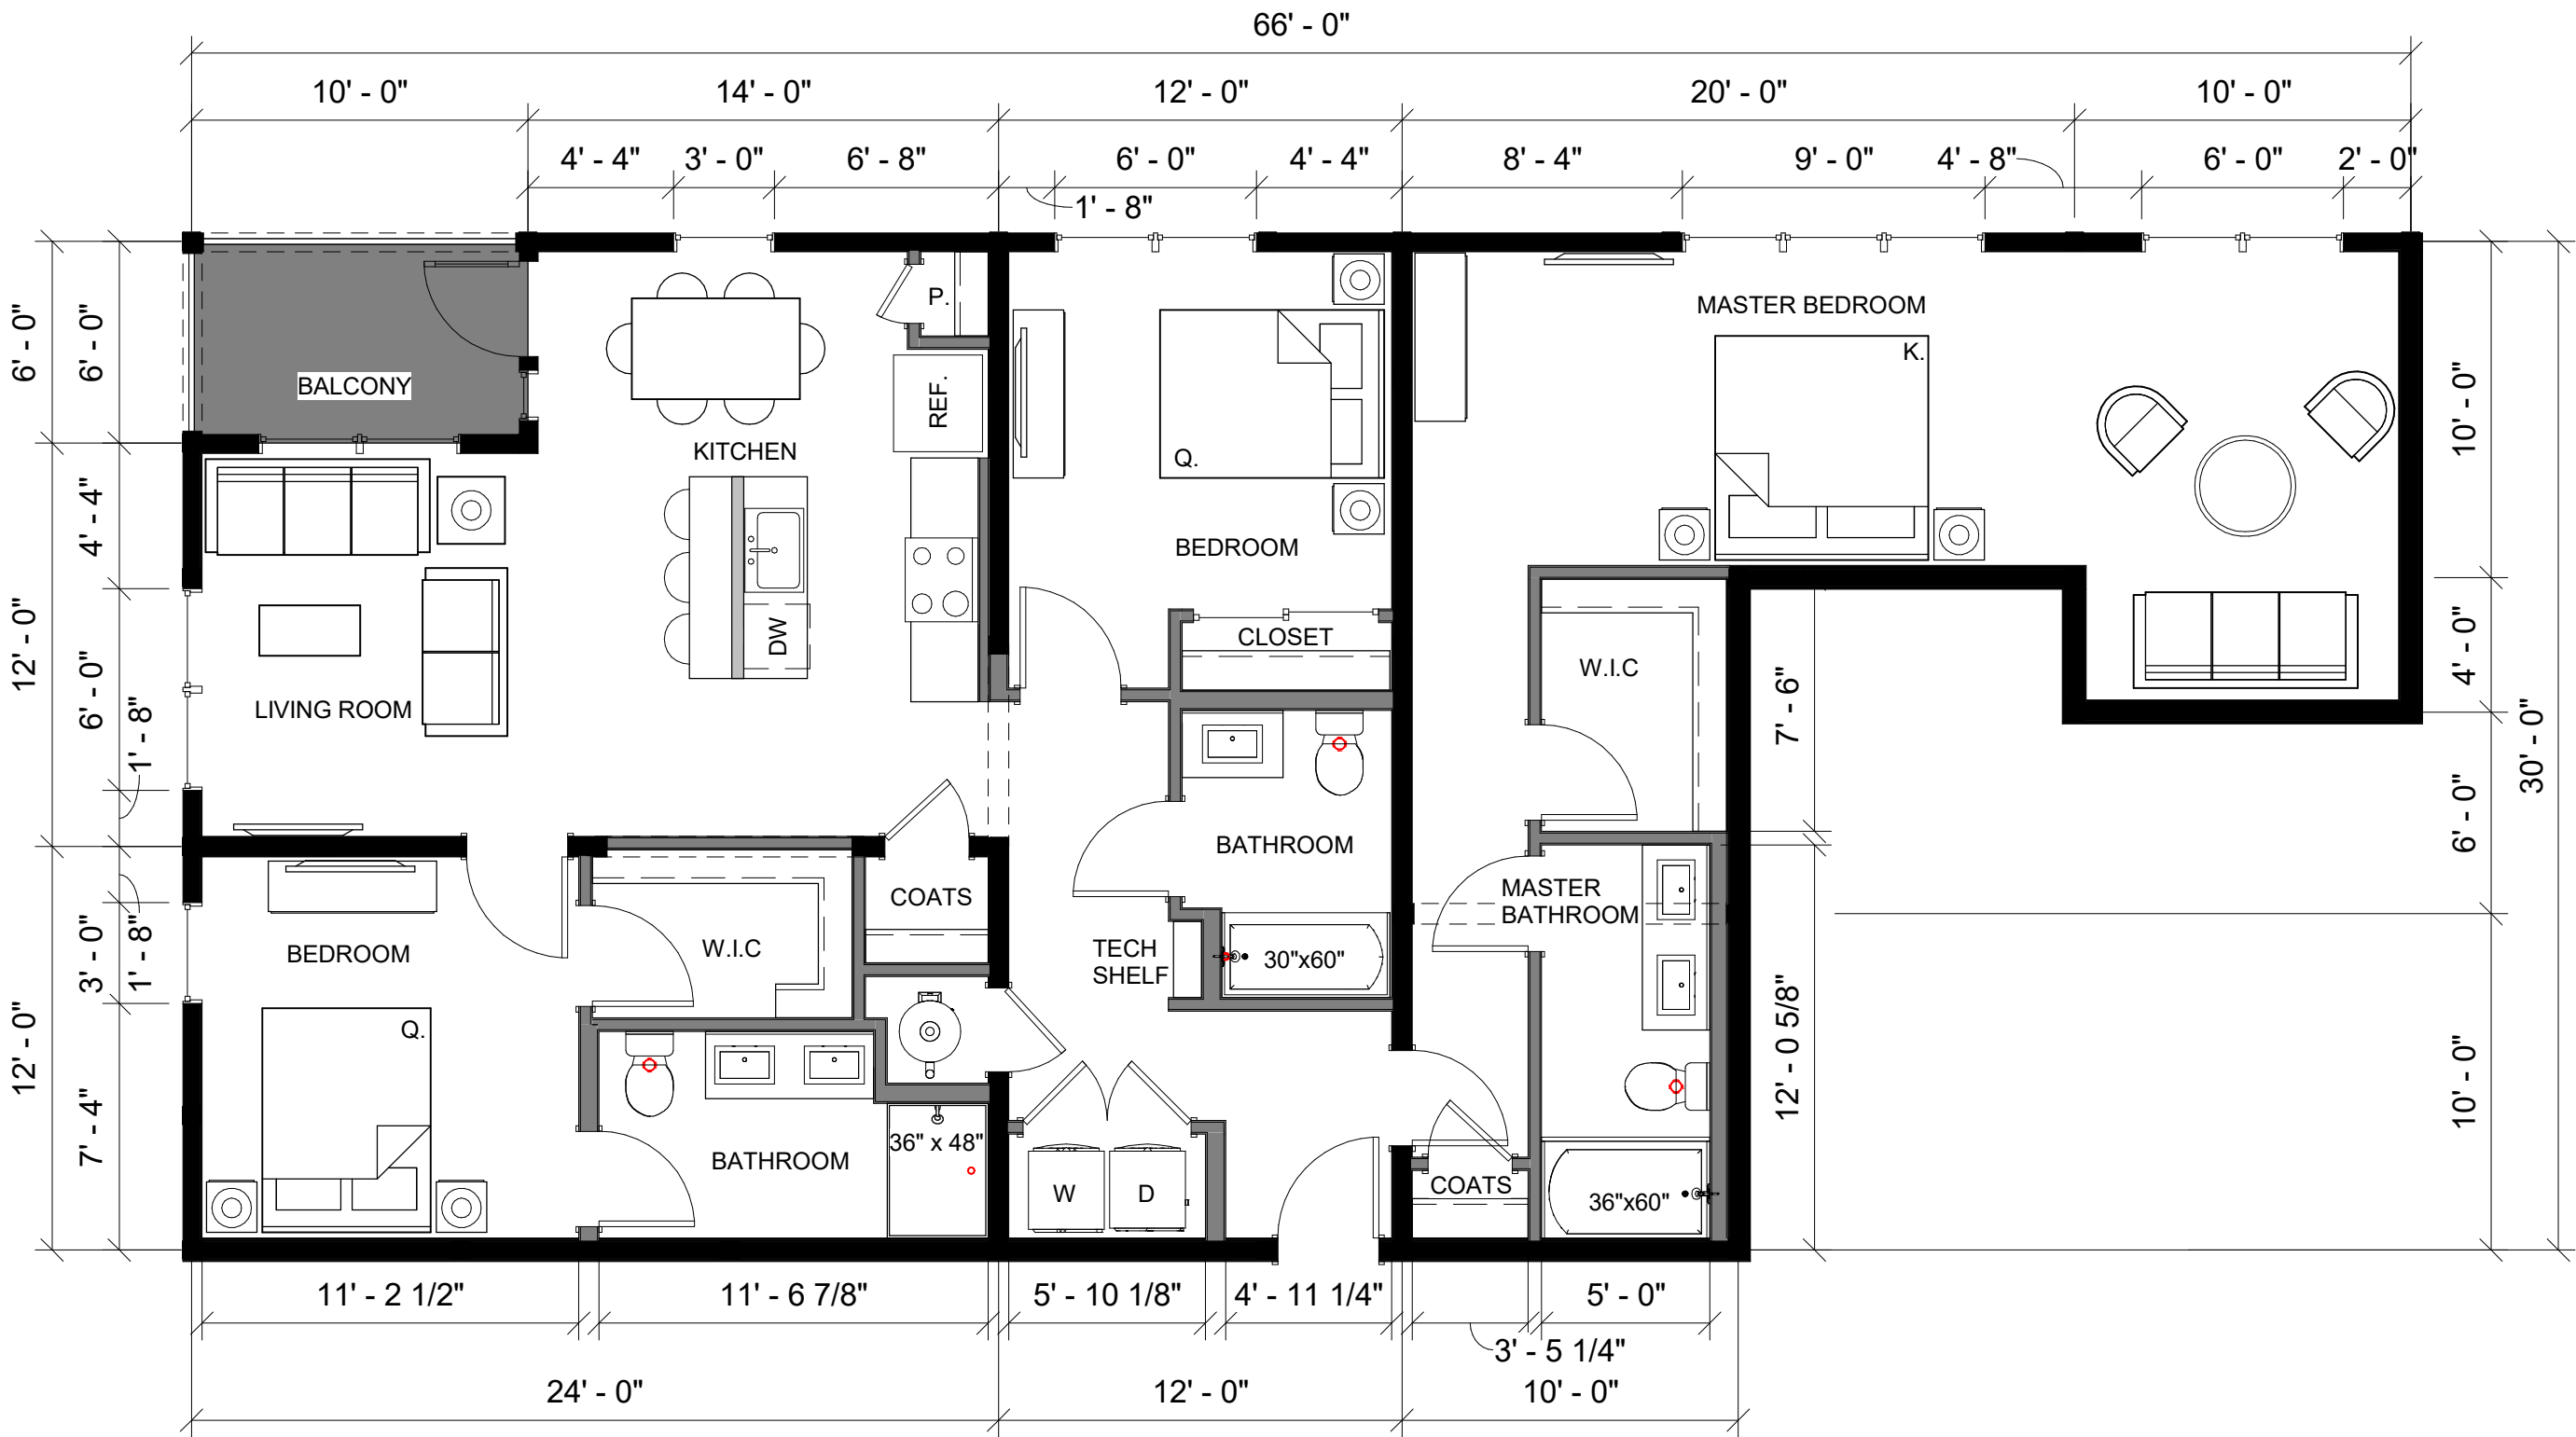 66' - 0"
10' - 0"
14' - 0"
12' - 0"
20' - 0"
10' - 0"
4' - 4"
3' - 0"
6' - 8"
6' - 0"
4' - 4"
8' - 4"
9' - 0"
4' - 8"
6' - 0"
2' - 0"
1' - 8"
6' - 0"
6' - 0"
12' - 0"
4' - 4"
6' - 0"
1' - 8"
12' - 0"
3' - 0"
1' - 8"
7' - 4"
BALCONY
P.
REF.
KITCHEN
DW
LIVING ROOM
Q.
BEDROOM
CLOSET
MASTER BEDROOM
K.
W.I.C
BATHROOM
COATS
W.I.C
BEDROOM
Q.
TECH
SHELF
30"x60"
MASTER
BATHROOM
BATHROOM
36" x 48"
W
D
COATS
36"x60"
7' - 6"
12' - 0 5/8"
10' - 0"
4' - 0"
6' - 0"
10' - 0"
30' - 0"
11' - 2 1/2"
11' - 6 7/8"
5' - 10 1/8"
4' - 11 1/4"
5' - 0"
3' - 5 1/4"
24' - 0"
12' - 0"
10' - 0"